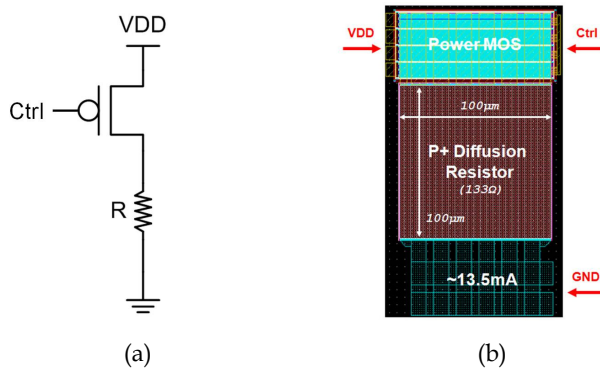 VDD
Ctrl
R
(a)
VDD
Power MOS
Ctrl
100μm
P+ Diffusion
Resistor
(133Ω)
100μm
~13.5mA
GND
(b)